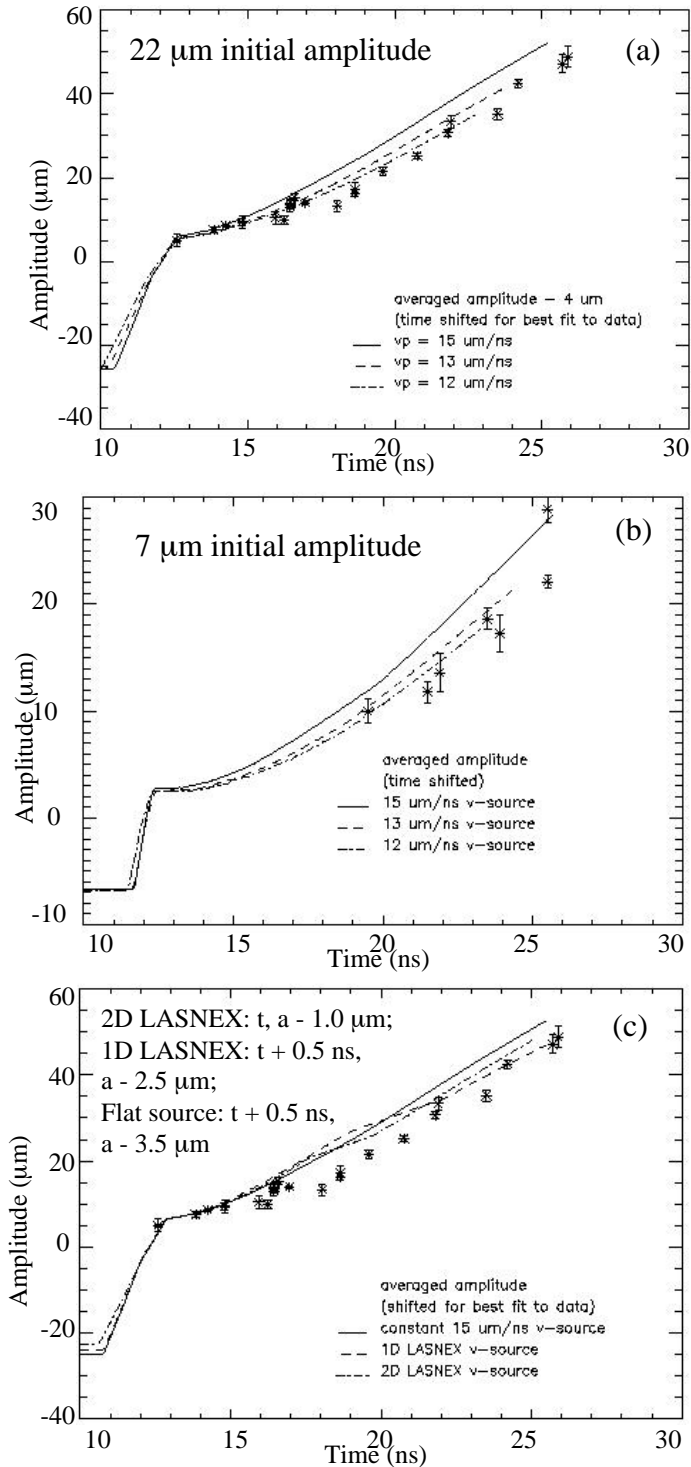 60
22 μm initial amplitude
(a)
40
20
0
-20
-40
Amplitude (μm)
averaged amplitude – 4 um
(time shifted for best fit to data)
vp = 15 um/ns
vp = 13 um/ns
vp = 12 um/ns
10
15
20
25
30
Time (ns)
30
7 μm initial amplitude
(b)
20
10
0
-10
Amplitude (μm)
averaged amplitude
(time shifted)
15 um/ns v-source
13 um/ns v-source
12 um/ns v-source
10
15
20
25
30
Time (ns)
60
2D LASNEX: t, a - 1.0 μm;
1D LASNEX: t + 0.5 ns,
a - 2.5 μm;
Flat source: t + 0.5 ns,
a - 3.5 μm
(c)
40
20
0
-20
-40
Amplitude (μm)
averaged amplitude
(shifted for best fit to data)
constant 15 um/ns v-source
1D LASNEX v-source
2D LASNEX v-source
10
15
20
25
30
Time (ns)